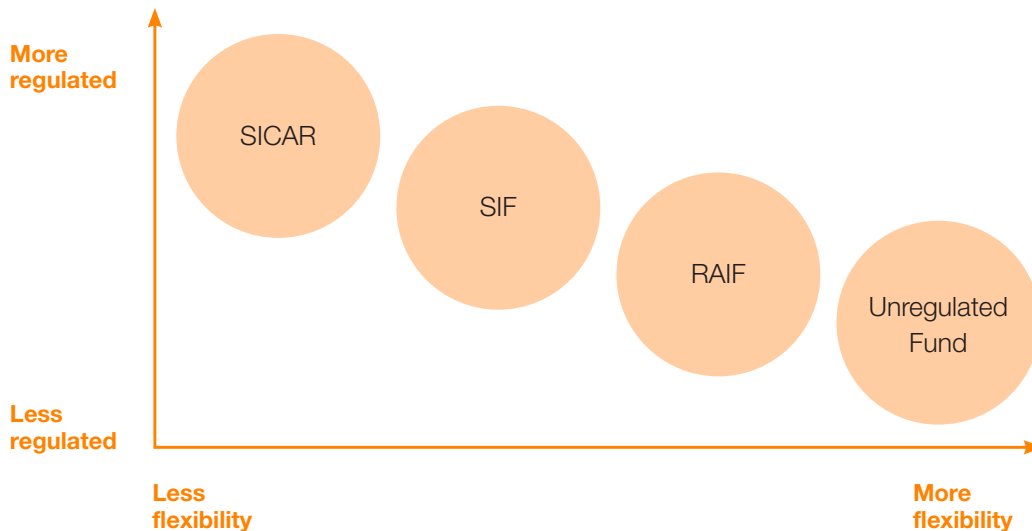 More
regulated
SICAR
SIF
RAIF
Unregulated
Fund
Less
regulated
Less
flexibility
More
flexibility